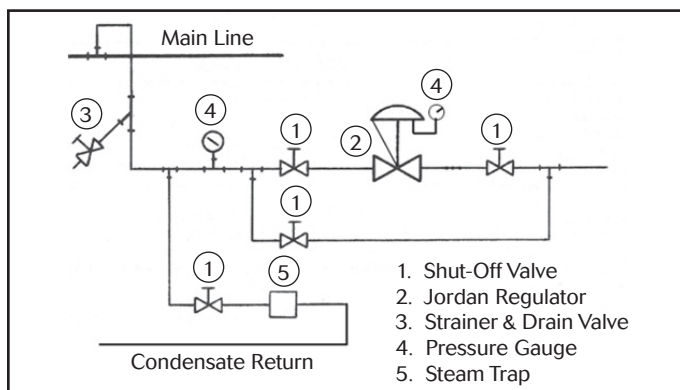 Main Line
4
3
4
1
2
1
1
1
5
1. Shut-Off Valve
2. Jordan Regulator
3. Strainer & Drain Valve
4. Pressure Gauge
5. Steam Trap
Condensate Return